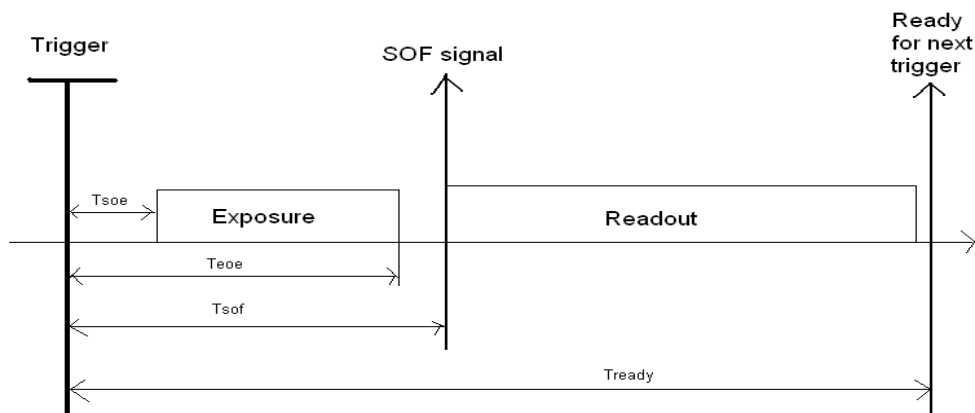 Trigger
SOF signal
Ready
for next
trigger
Tsoe
Exposure
Readout
Teoe
Tsof
Tready